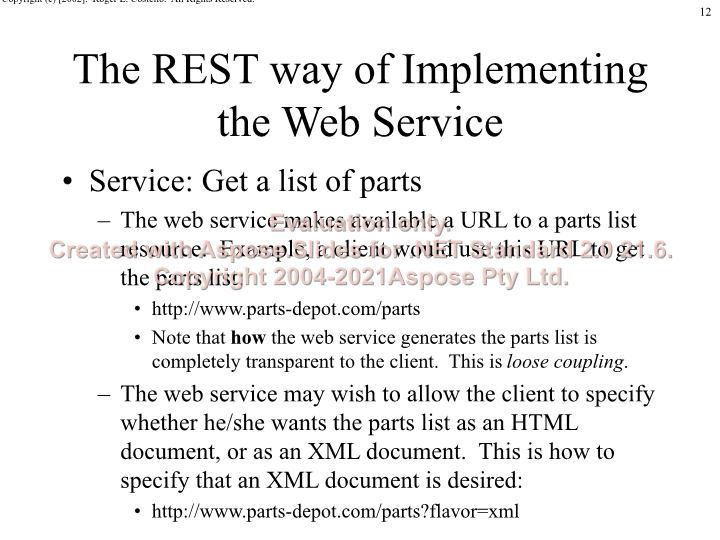 Copyright (c) [2002]. Roger L. Costello. All Rights Reserved.
12
The REST way of Implementing
the Web Service
• Service: Get a list of parts
– The web service makes available a URL to a parts list
resource. Example, a client would use this URL to get
the parts list:
Evaluation only.
Created with Aspose.Slides for .NET Standard 2.0 21.6.
Copyright 2004-2021Aspose Pty Ltd.
• http://www.parts-depot.com/parts
• Note that how the web service generates the parts list is
completely transparent to the client. This is loose coupling.
– The web service may wish to allow the client to specify
whether he/she wants the parts list as an HTML
document, or as an XML document. This is how to
specify that an XML document is desired:
• http://www.parts-depot.com/parts?flavor=xml